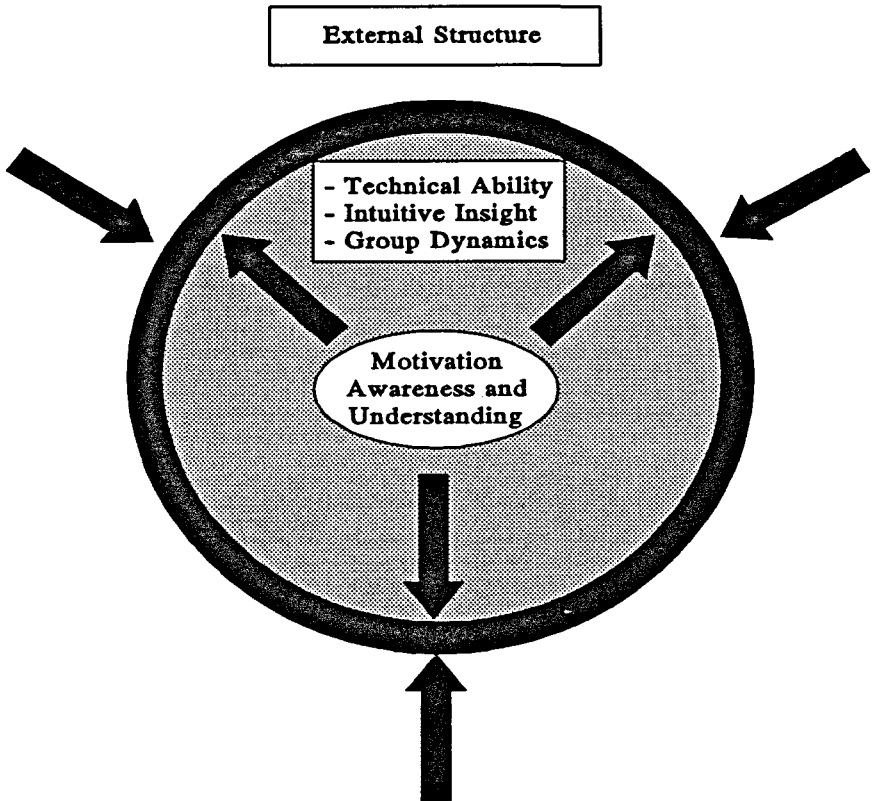 External Structure
- Technical Ability
- Intuitive Insight
- Group Dynamics
Motivation
Awareness and
Understanding